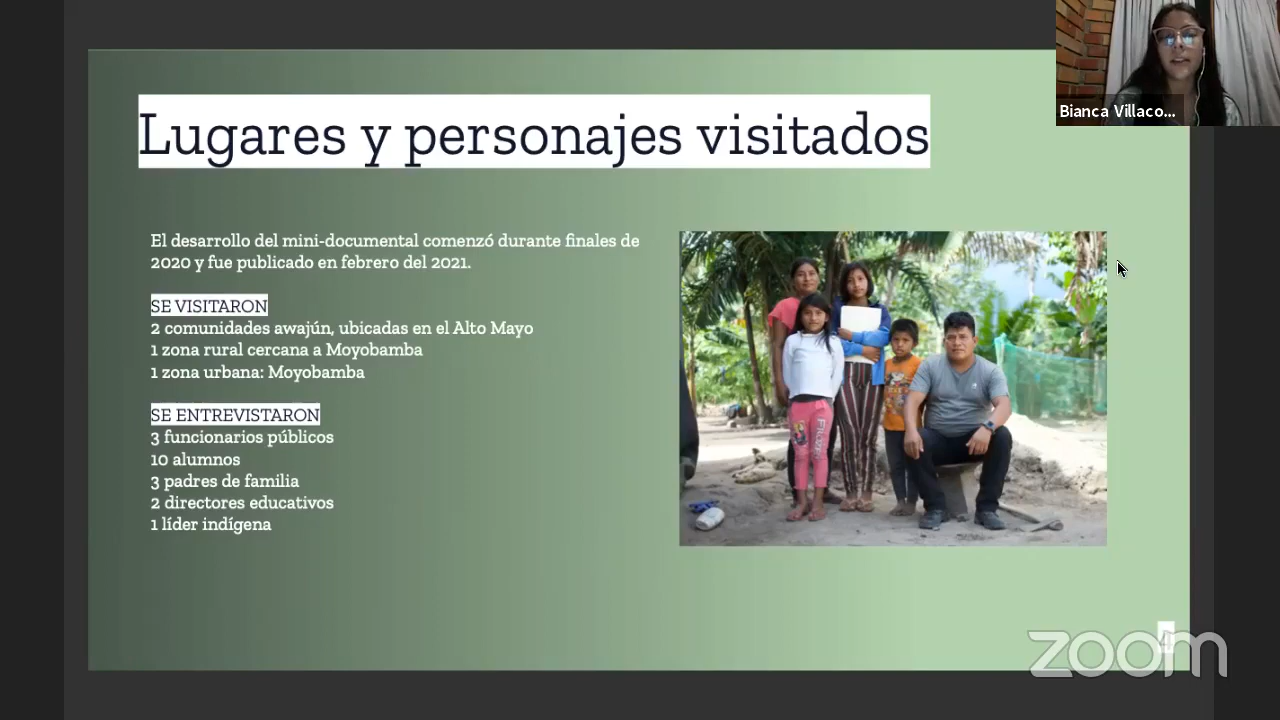 Bianca Villaco...
Lugares y personajes visitados
El desarrollo del mini-documental comenzó durante finales de
2020 y fue publicado en febrero del 2021.
SE VISITARON
2 comunidades awajún, ubicadas en el Alto Mayo
1 zona rural cercana a Moyobamba
1 zona urbana: Moyobamba
SE ENTREVISTARON
3 funcionarios públicos
10 alumnos
3 padres de familia
2 directores educativos
1 líder indígena
FROZEN
4
zoom